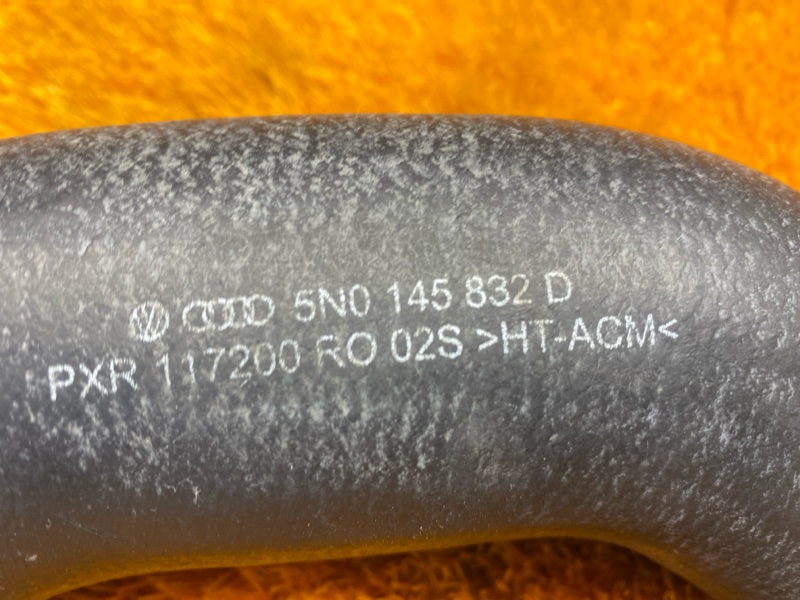 5N0 145 832 D
PXR 117200 RO 02S >HT-ACM<